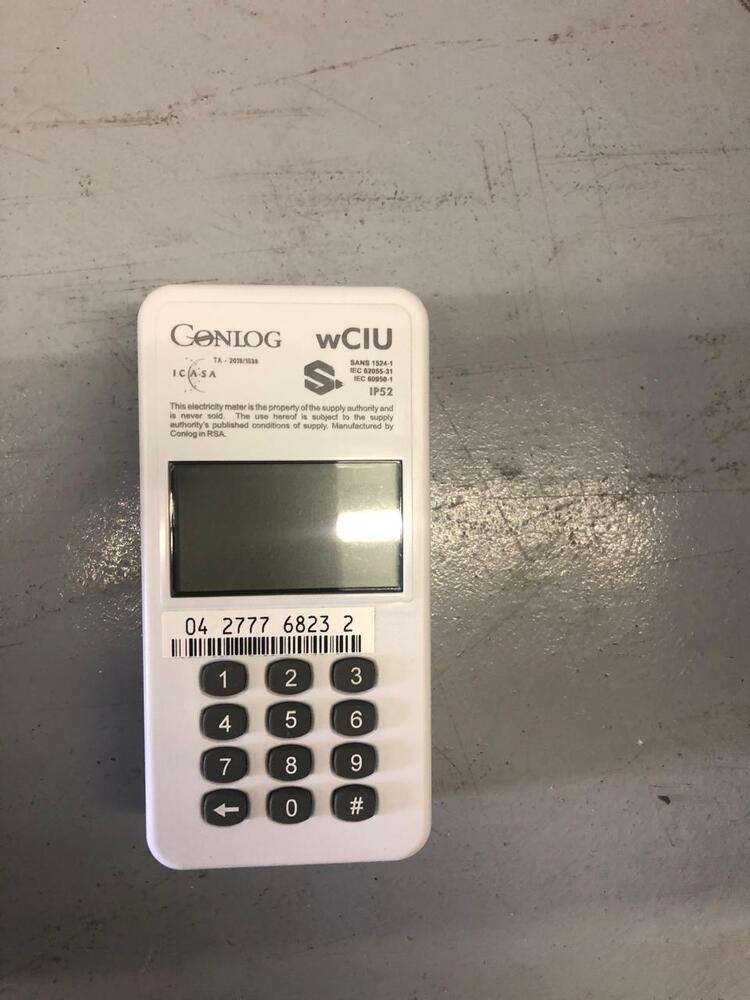 CONLOG wCIU
TA - 2019/1538
ICASA
S
SANS 1524-1
IEC 62055-31
IEC 60950-1
IP52
This electricity meter is the property of the supply authority and
is never sold. The use hereof is subject to the supply
authority's published conditions of supply. Manufactured by
Conlog in RSA.
04 2777 6823 2
1 2 3
4 5 6
7 8 9
← 0 #